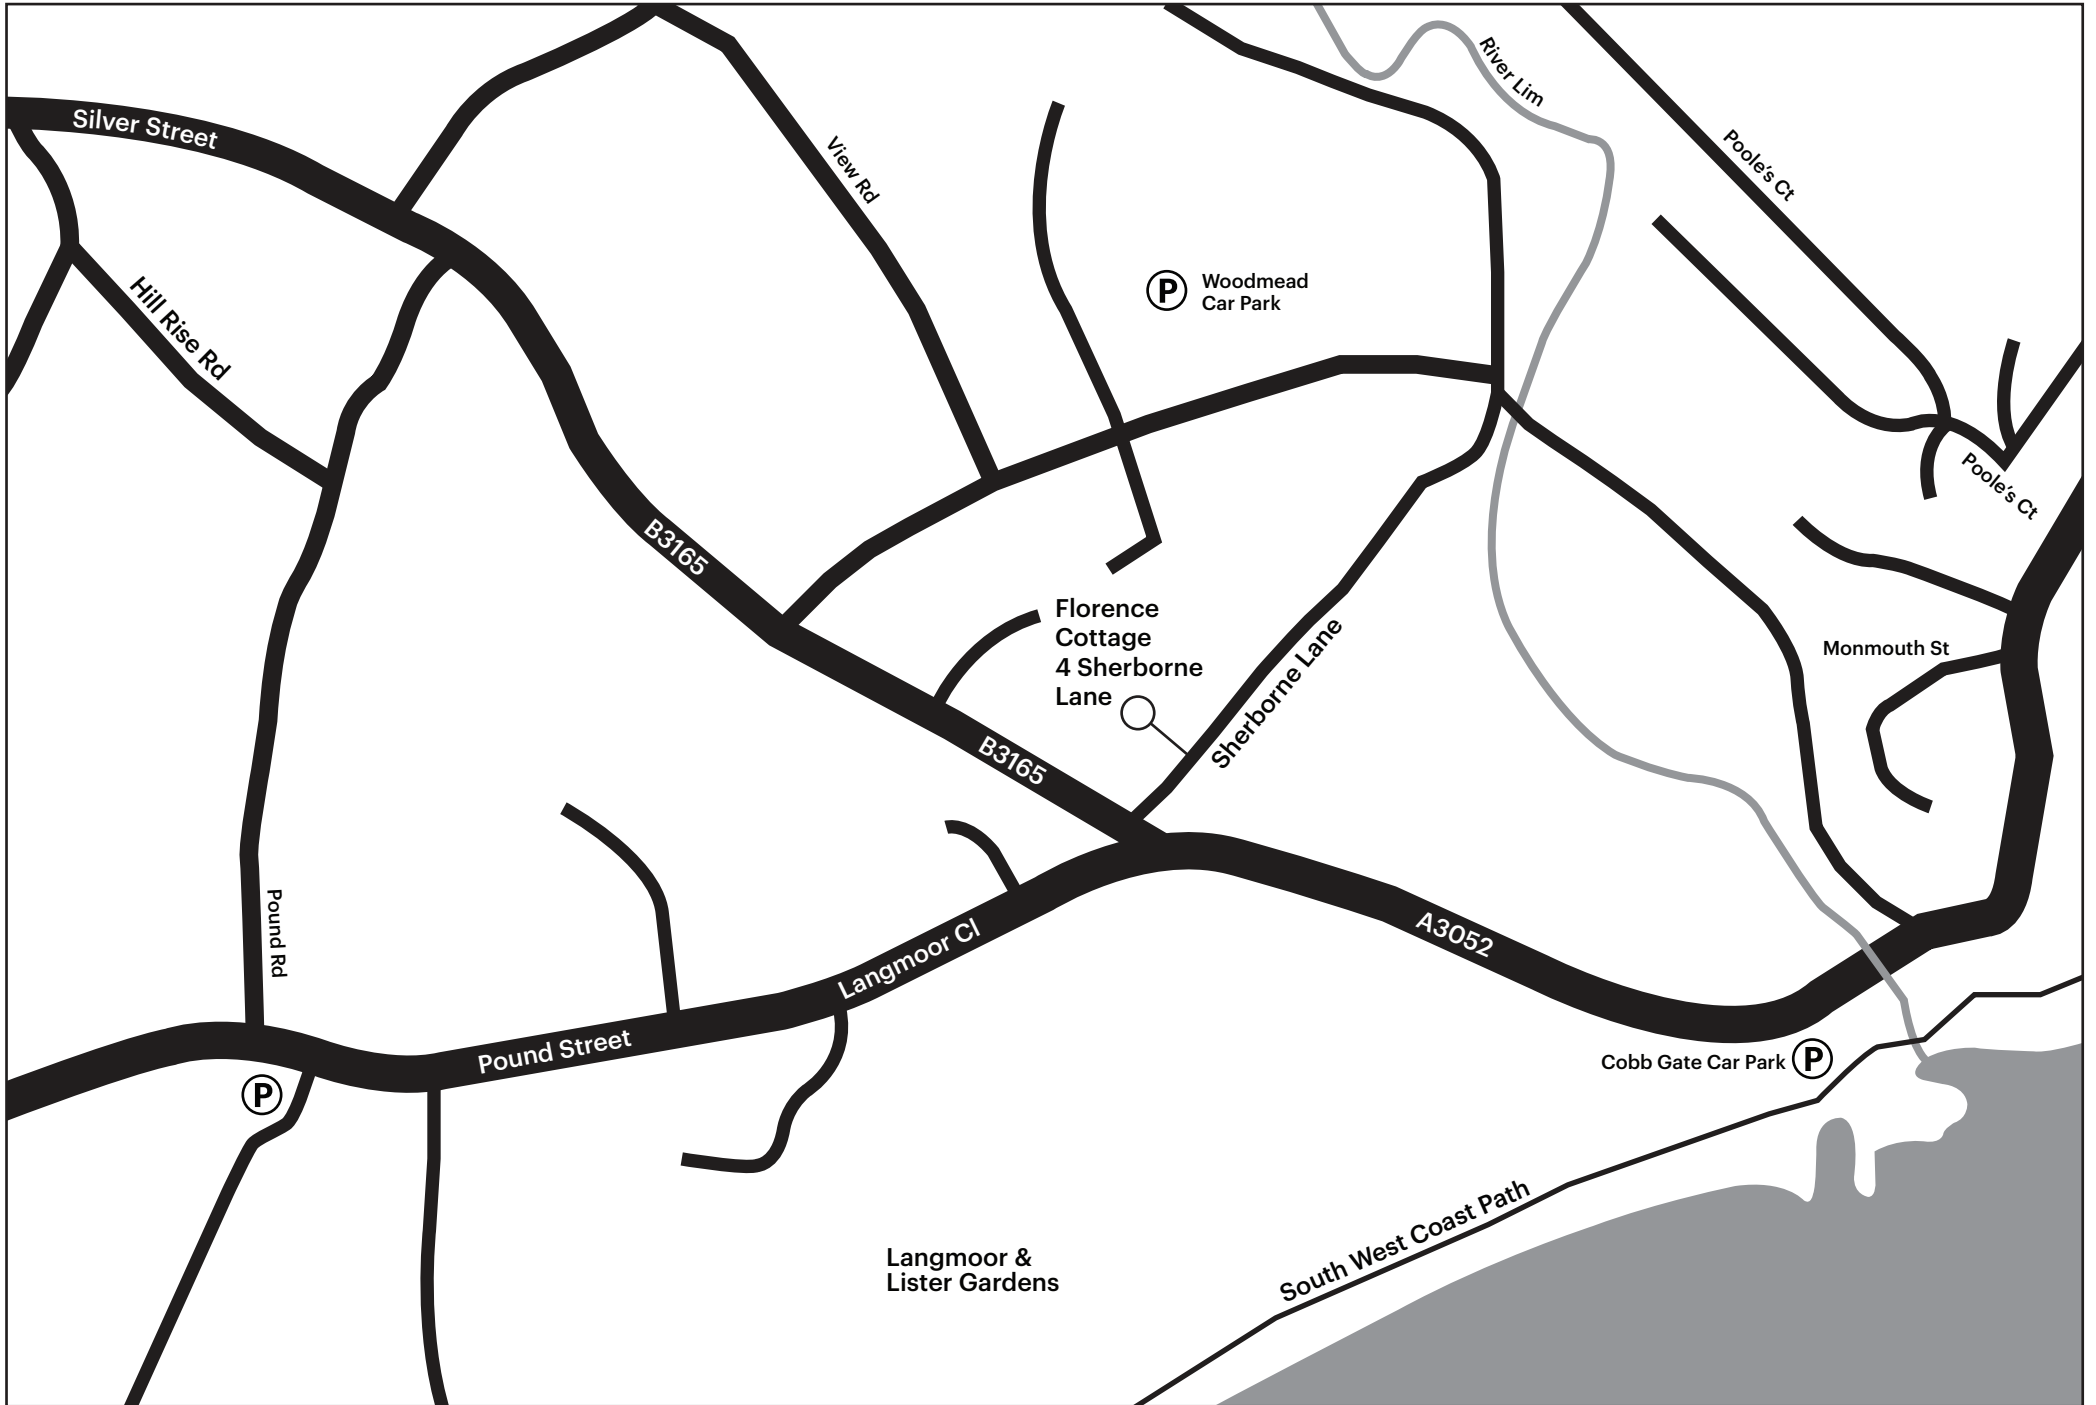 River Lim
Silver Street
View Rd
Poole's Ct
Woodmead
Car Park
P
Hill Rise Rd
Poole's Ct
B3165
Florence
Cottage
4 Sherborne
Lane
Sherborne Lane
Monmouth St
B3165
Pound Rd
Langmoor Cl
A3052
Pound Street
Cobb Gate Car Park P
P
South West Coast Path
Langmoor &
Lister Gardens